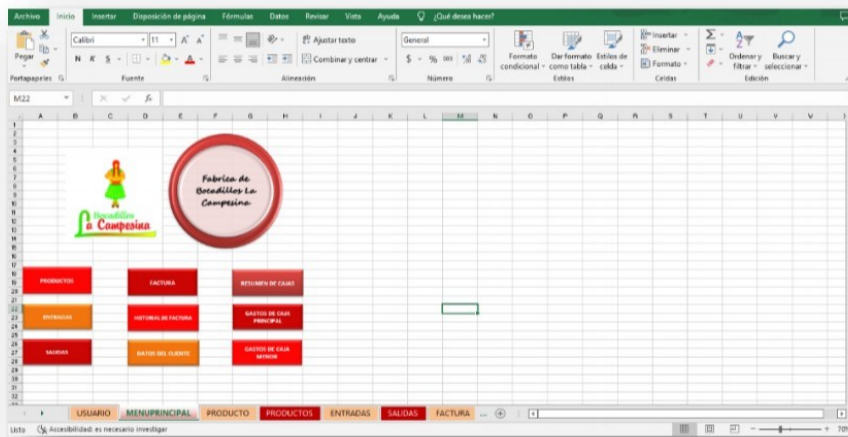 Archivo Inicio Insertar Disposición de página Fórmulas Datos Revisar Vista Ayuda ¿Qué desea hacer?
Pegar
Calibri 11
N K S
Ajustar texto
Combinar y centrar
General
$ % 000
Formato condicional
Dar formato como tabla
Estilos de celda
Insertar
Eliminar
Formato
Ordenar y filtrar
Buscar y seleccionar
Portapapeles Fuente Alineación Número Estilos Celdas Edición
M22 fx
A B C D E F G H I J K L M N O P Q R S T U V
Fabrica de
Bocadillos La
Campesina
Bocadillos
La Campesina
PRODUCTOS FACTURA RESUMEN DE CAJAS
ENTRADAS HISTORIAL DE FACTURA GASTOS DE CAJA
PRINCIPAL
SALIDAS DATOS DEL CLIENTE GASTOS DE CAJA
MENOR
USUARIO MENUPRINCIPAL PRODUCTO PRODUCTOS ENTRADAS SALIDAS FACTURA ...
Listo Accesibilidad: es necesario investigar 70%